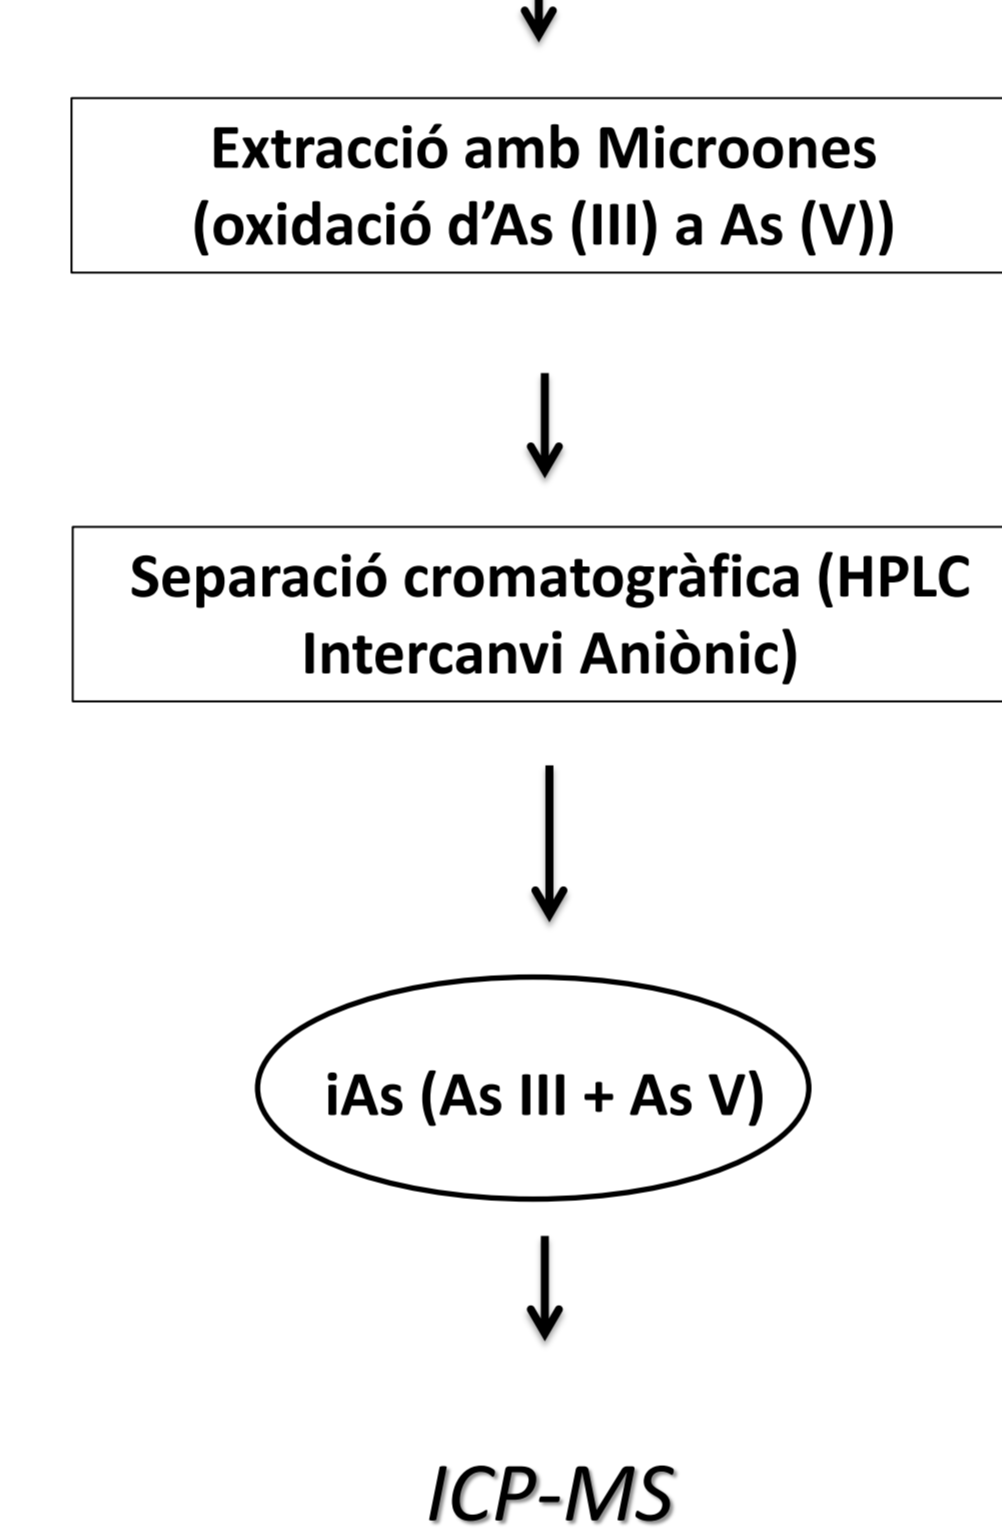 Extracció amb Microones
(oxidació d’As (III) a As (V))
Separació cromatogràfica (HPLC
Intercanvi Aniònic)
iAs (As III + As V)
ICP-MS